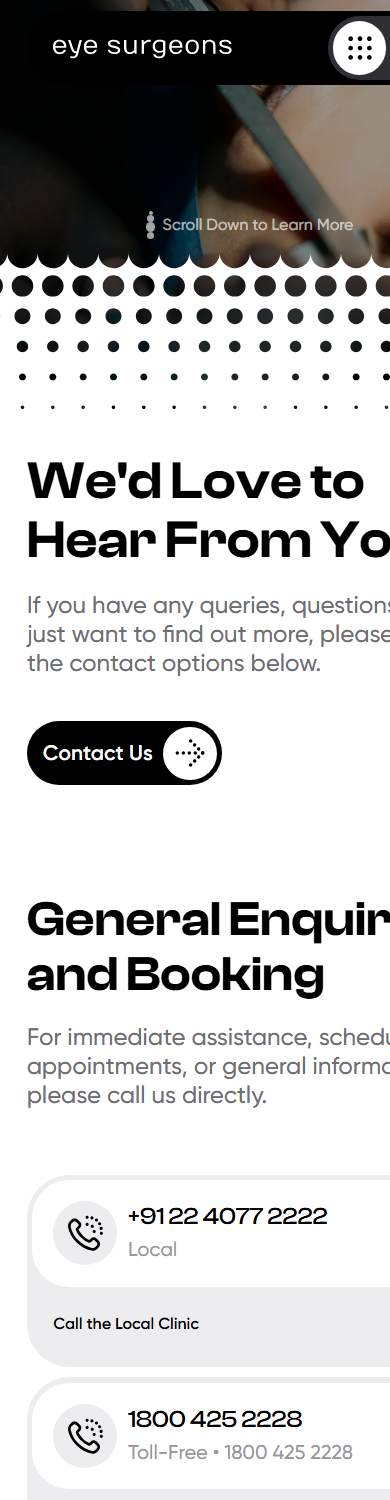 eye surgeons
Scroll Down to Learn More
We'd Love to
Hear From Yo
If you have any queries, questions
just want to find out more, please
the contact options below.
Contact Us
General Enquir
and Booking
For immediate assistance, schedu
appointments, or general informa
please call us directly.
+91 22 4077 2222
Local
Call the Local Clinic
1800 425 2228
Toll-Free • 1800 425 2228